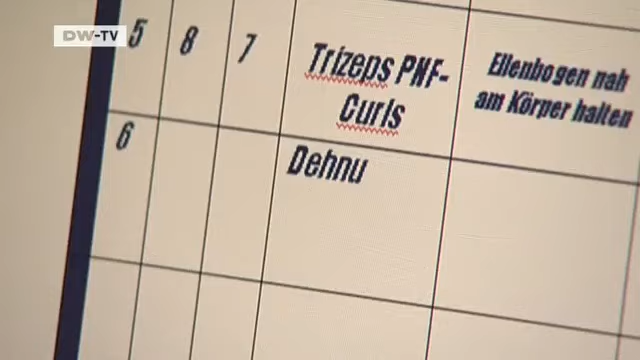 DW-TV
5 8 7 Trizeps PNF-
Curls
Ellenbogen nah
am Körper halten
6 Dehnu